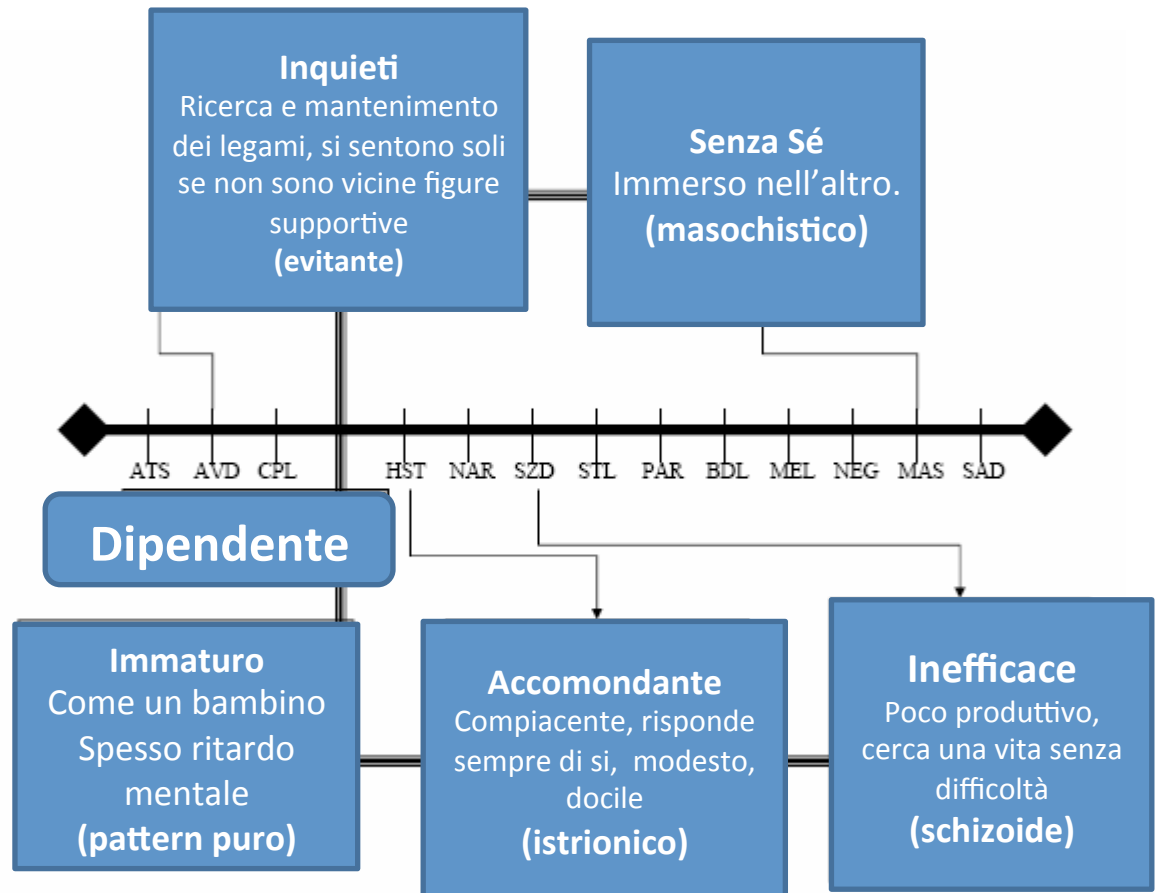 Inquieti
Ricerca e mantenimento
dei legami, si sentono soli
se non sono vicine figure
supportive
(evitante)
Senza Sé
Immerso nell’altro.
(masochistico)
ATS AVD CPL HST NAR SZD STL PAR BDL MEL NEG MAS SAD
Dipendente
Immaturo
Come un bambino
Spesso ritardo
mentale
(pattern puro)
Accomondante
Compiacente, risponde
sempre di si, modesto,
docile
(istrionico)
Inefficace
Poco produttivo,
cerca una vita senza
difficoltà
(schizoide)